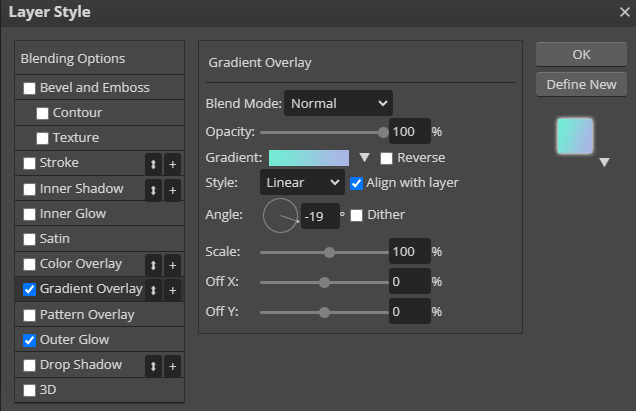 Layer Style
Blending Options
Bevel and Emboss
Contour
Texture
Stroke
+
Inner Shadow
+
Inner Glow
Satin
Color Overlay
+
Gradient Overlay
+
Pattern Overlay
Outer Glow
Drop Shadow
+
3D
Gradient Overlay
Blend Mode: Normal
Opacity: 100 %
Gradient: Reverse
Style: Linear Align with layer
Angle: -19 ° Dither
Scale: 100 %
Off X: 0 %
Off Y: 0 %
OK
Define New